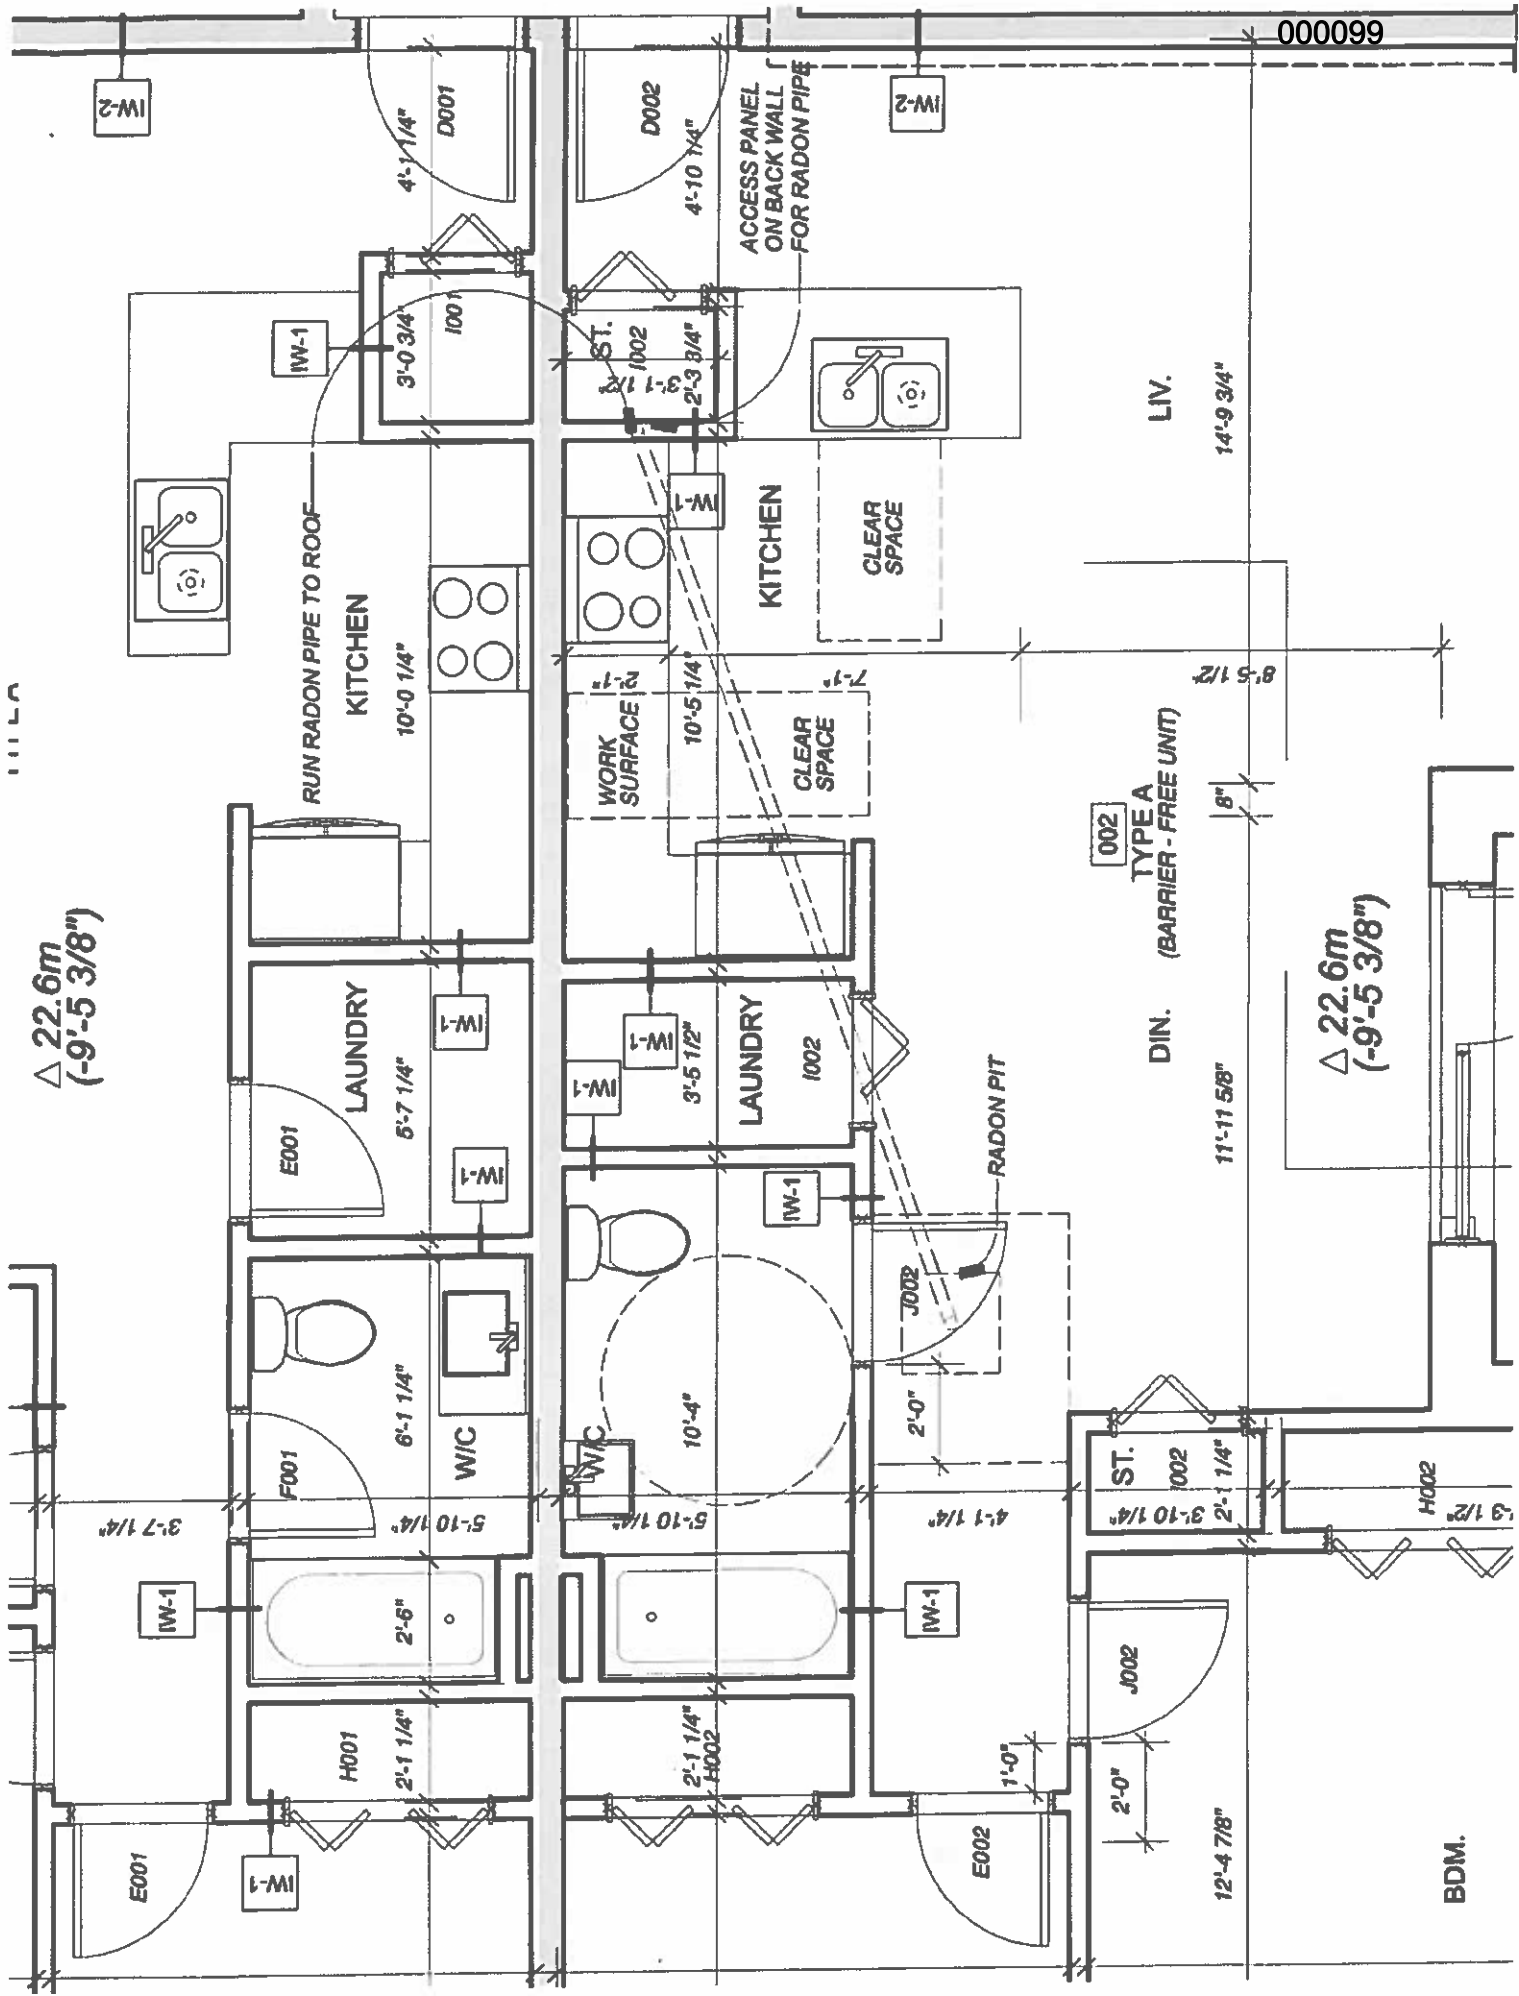 000099
IW-2
D001
4'-1 1/4"
D002
4'-10 1/4"
ACCESS PANEL
ON BACK WALL
FOR RADON PIPE
IW-2
IW-1
3'-0 3/4"
I001
ST.
I002
3'-1 1/2"
2'-3 3/4"
LIV.
14'-9 3/4"
RUN RADON PIPE TO ROOF
KITCHEN
10'-0 1/4"
IW-1
KITCHEN
CLEAR
SPACE
2'-1"
10'-5 1/4"
7'-1"
8'-5 1/2"
WORK
SURFACE
CLEAR
SPACE
002
TYPE A
(BARRIER - FREE UNIT)
8"
△22.6m
(-9'-5 3/8")
△22.6m
(-9'-5 3/8")
LAUNDRY
5'-7 1/4"
IW-1
E001
IW-1
IW-1
IW-1
3'-5 1/2"
LAUNDRY
I002
DIN.
11'-11 5/8"
RADON PIT
IW-1
J002
2'-0"
6'-1 1/4"
W/C
F001
10'-4"
W/C
3'-7 1/4"
5'-10 1/4"
5'-10 1/4"
4'-1 1/4"
ST.
I002
3'-10 1/4"
2'-1 1/4"
H002
IW-1
2'-6"
IW-1
J002
H001
2'-1 1/4"
2'-1 1/4"
H002
1'-0"
2'-0"
E001
IW-1
E002
12'-4 7/8"
BDM.